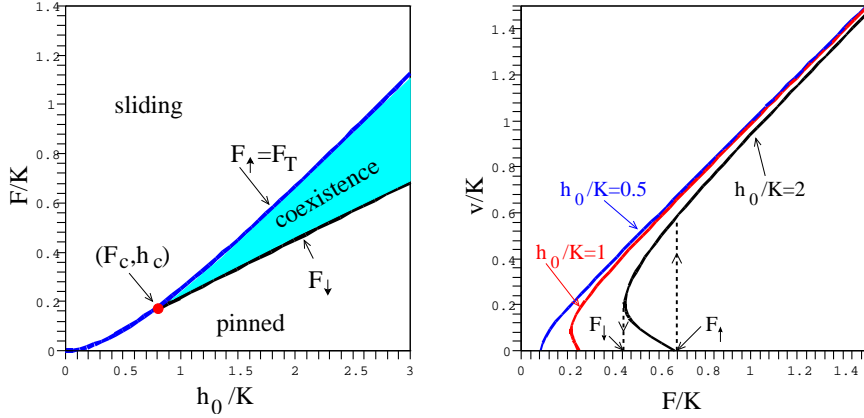 1.4
1.2
1
0.8
0.6
0.4
0.2
0
F/K
sliding
F↑=F_T
coexistence
(F_c,h_c)
F↓
pinned
0
0.5
1
1.5
2
2.5
3
h_0/K
1.4
1.2
1
0.8
0.6
0.4
0.2
0
v/K
h_0/K=0.5
h_0/K=2
h_0/K=1
F↓
F↑
0
0.2
0.4
0.6
0.8
1
1.2
1.4
F/K